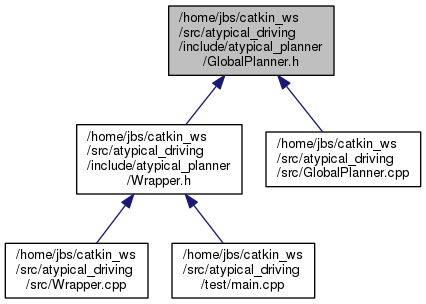 /home/jbs/catkin_ws
/src/atypical_driving
/include/atypical_planner
/GlobalPlanner.h
/home/jbs/catkin_ws
/src/atypical_driving
/include/atypical_planner
/Wrapper.h
/home/jbs/catkin_ws
/src/atypical_driving
/src/GlobalPlanner.cpp
/home/jbs/catkin_ws
/src/atypical_driving
/src/Wrapper.cpp
/home/jbs/catkin_ws
/src/atypical_driving
/test/main.cpp